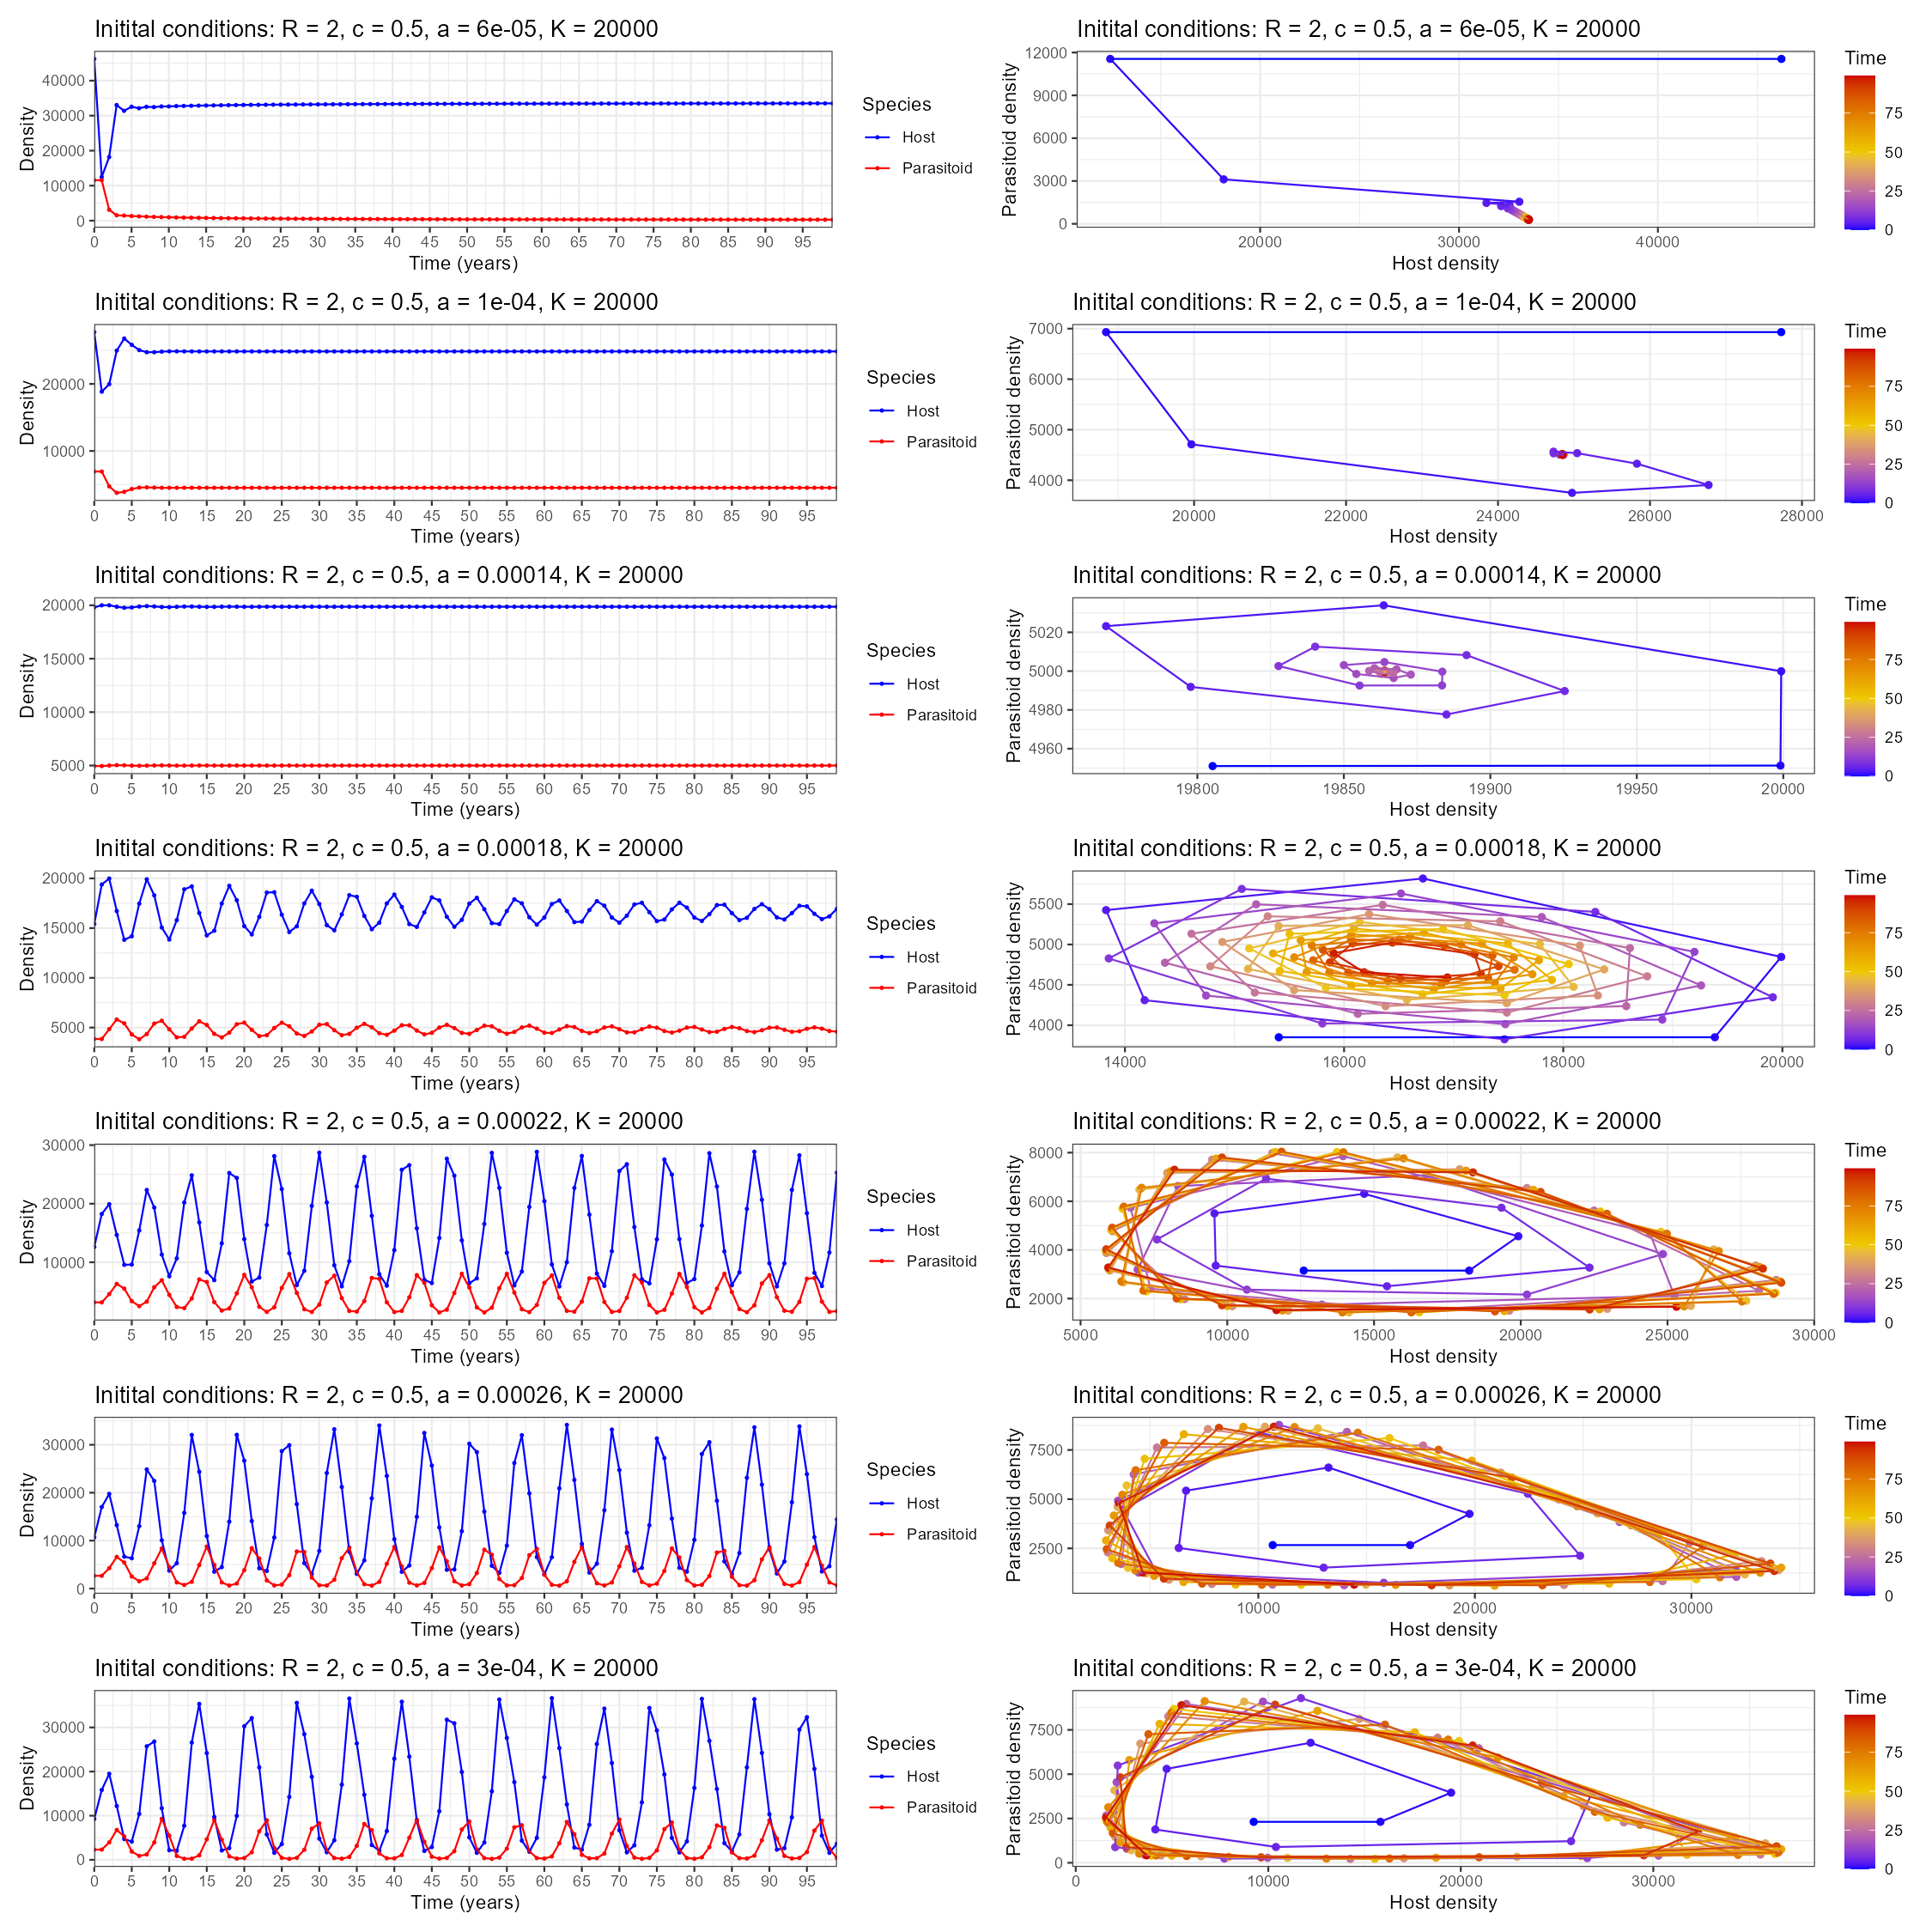 Initital conditions: R = 2, c = 0.5, a = 6e-05, K = 20000
Density
40000
30000
20000
10000
0
0 5 10 15 20 25 30 35 40 45 50 55 60 65 70 75 80 85 90 95
Time (years)
Species
Host
Parasitoid
Initital conditions: R = 2, c = 0.5, a = 6e-05, K = 20000
Parasitoid density
12000
9000
6000
3000
0
20000 30000 40000
Host density
Time
75
50
25
0
Initital conditions: R = 2, c = 0.5, a = 1e-04, K = 20000
Density
20000
10000
0 5 10 15 20 25 30 35 40 45 50 55 60 65 70 75 80 85 90 95
Time (years)
Species
Host
Parasitoid
Initital conditions: R = 2, c = 0.5, a = 1e-04, K = 20000
Parasitoid density
7000
6000
5000
4000
20000 22000 24000 26000 28000
Host density
Time
75
50
25
0
Initital conditions: R = 2, c = 0.5, a = 0.00014, K = 20000
Density
20000
15000
10000
5000
0 5 10 15 20 25 30 35 40 45 50 55 60 65 70 75 80 85 90 95
Time (years)
Species
Host
Parasitoid
Initital conditions: R = 2, c = 0.5, a = 0.00014, K = 20000
Parasitoid density
5020
5000
4980
4960
19800 19850 19900 19950 20000
Host density
Time
75
50
25
0
Initital conditions: R = 2, c = 0.5, a = 0.00018, K = 20000
Density
20000
15000
10000
5000
0 5 10 15 20 25 30 35 40 45 50 55 60 65 70 75 80 85 90 95
Time (years)
Species
Host
Parasitoid
Initital conditions: R = 2, c = 0.5, a = 0.00018, K = 20000
Parasitoid density
5500
5000
4500
4000
14000 16000 18000 20000
Host density
Time
75
50
25
0
Initital conditions: R = 2, c = 0.5, a = 0.00022, K = 20000
Density
30000
20000
10000
0 5 10 15 20 25 30 35 40 45 50 55 60 65 70 75 80 85 90 95
Time (years)
Species
Host
Parasitoid
Initital conditions: R = 2, c = 0.5, a = 0.00022, K = 20000
Parasitoid density
8000
6000
4000
2000
5000 10000 15000 20000 25000 30000
Host density
Time
75
50
25
0
Initital conditions: R = 2, c = 0.5, a = 0.00026, K = 20000
Density
30000
20000
10000
0
0 5 10 15 20 25 30 35 40 45 50 55 60 65 70 75 80 85 90 95
Time (years)
Species
Host
Parasitoid
Initital conditions: R = 2, c = 0.5, a = 0.00026, K = 20000
Parasitoid density
7500
5000
2500
10000 20000 30000
Host density
Time
75
50
25
0
Initital conditions: R = 2, c = 0.5, a = 3e-04, K = 20000
Density
30000
20000
10000
0
0 5 10 15 20 25 30 35 40 45 50 55 60 65 70 75 80 85 90 95
Time (years)
Species
Host
Parasitoid
Initital conditions: R = 2, c = 0.5, a = 3e-04, K = 20000
Parasitoid density
7500
5000
2500
0
0 10000 20000 30000
Host density
Time
75
50
25
0